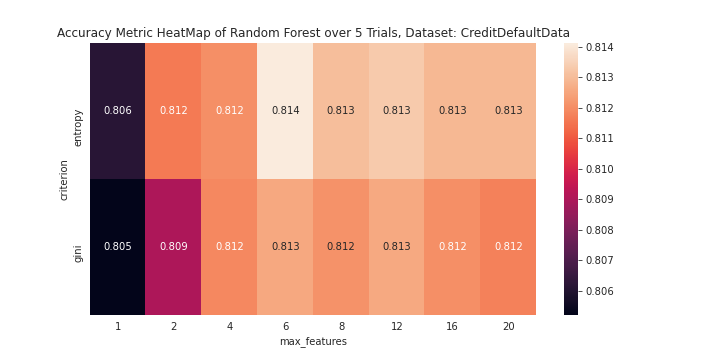 Accuracy Metric HeatMap of Random Forest over 5 Trials, Dataset: CreditDefaultData
criterion
entropy
0.806 0.812 0.812 0.814 0.813 0.813 0.813 0.813
gini
0.805 0.809 0.812 0.813 0.812 0.813 0.812 0.812
1 2 4 6 8 12 16 20
max_features
0.814
0.813
0.812
0.811
0.810
0.809
0.808
0.807
0.806